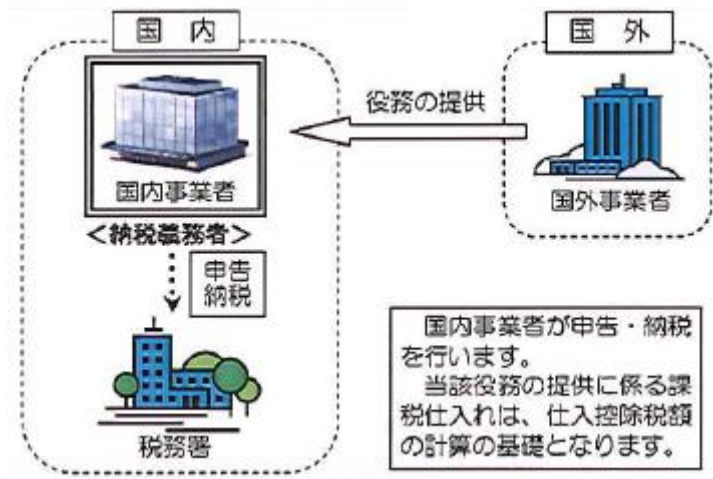 国内
国外
役務の提供
国内事業者
国外事業者
<納税義務者>
申告
納税
国内事業者が申告・納税
を行います。
当該役務の提供に係る課
税仕入れは、仕入控除税額
の計算の基礎となります。
税務署